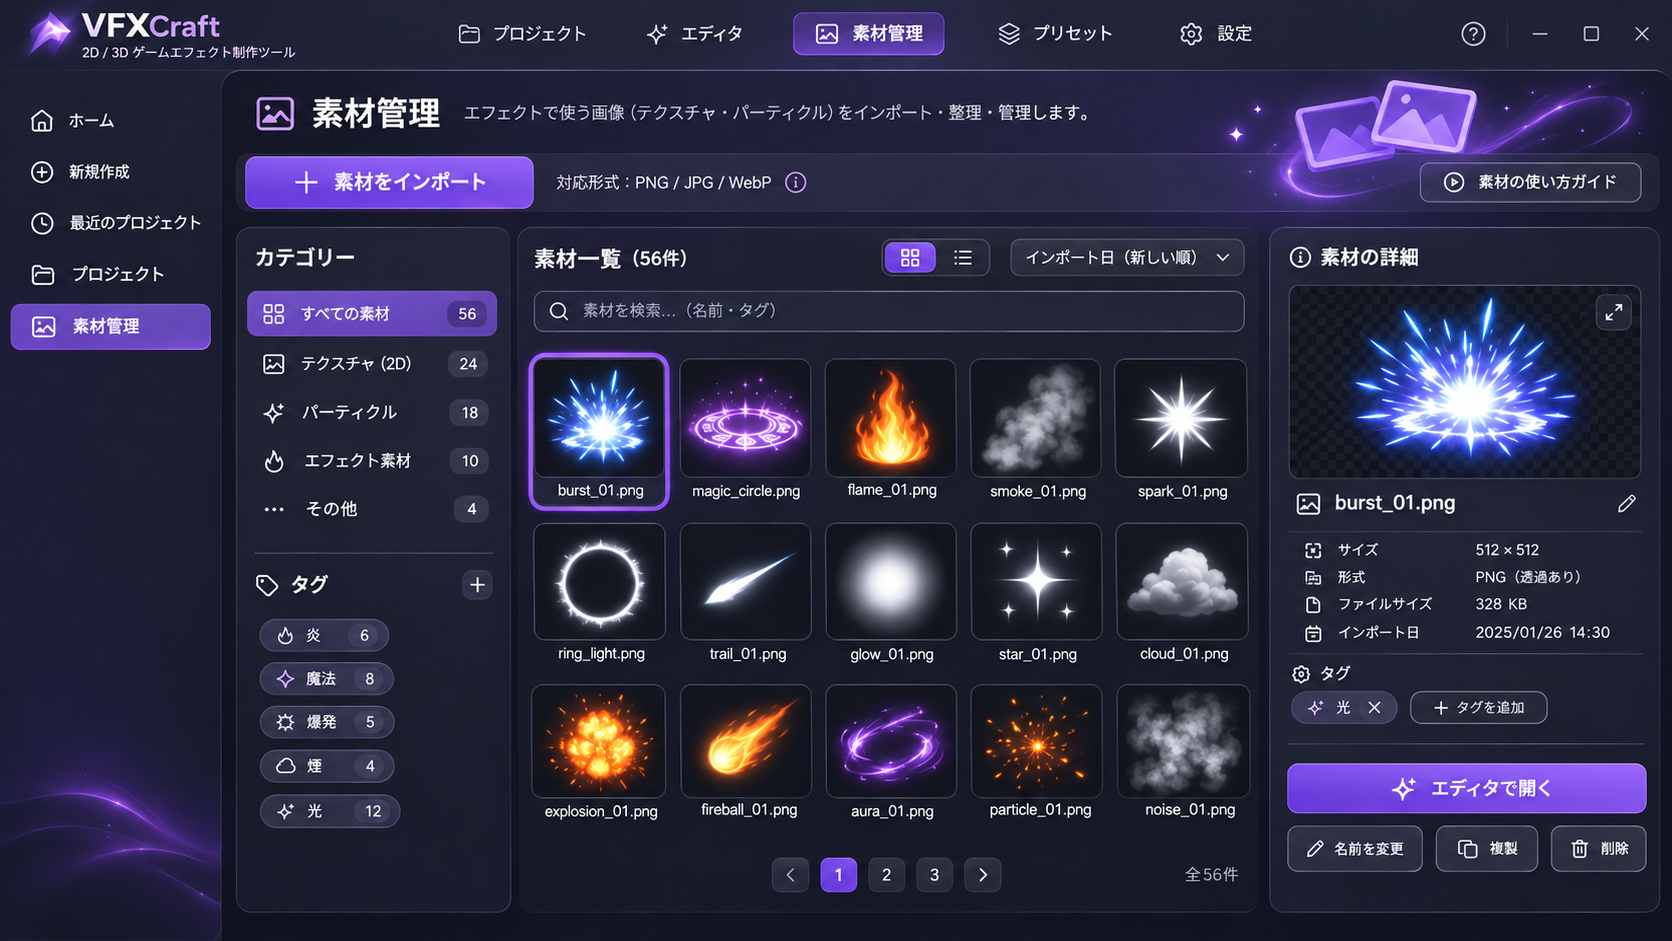 VFXCraft
2D / 3D ゲームエフェクト制作ツール
プロジェクト
エディタ
素材管理
プリセット
設定
ホーム
新規作成
最近のプロジェクト
プロジェクト
素材管理
素材管理
エフェクトで使う画像（テクスチャ・パーティクル）をインポート・整理・管理します。
素材をインポート
対応形式：PNG / JPG / WebP
素材の使い方ガイド
カテゴリー
すべての素材 56
テクスチャ (2D) 24
パーティクル 18
エフェクト素材 10
その他 4
タグ
炎 6
魔法 8
爆発 5
煙 4
光 12
素材一覧（56件）
インポート日（新しい順）
素材を検索...（名前・タグ）
burst_01.png
magic_circle.png
flame_01.png
smoke_01.png
spark_01.png
ring_light.png
trail_01.png
glow_01.png
star_01.png
cloud_01.png
explosion_01.png
fireball_01.png
aura_01.png
particle_01.png
noise_01.png
1 2 3
全56件
素材の詳細
burst_01.png
サイズ 512 × 512
形式 PNG（透過あり）
ファイルサイズ 328 KB
インポート日 2025/01/26 14:30
タグ
光
タグを追加
エディタで開く
名前を変更
複製
削除